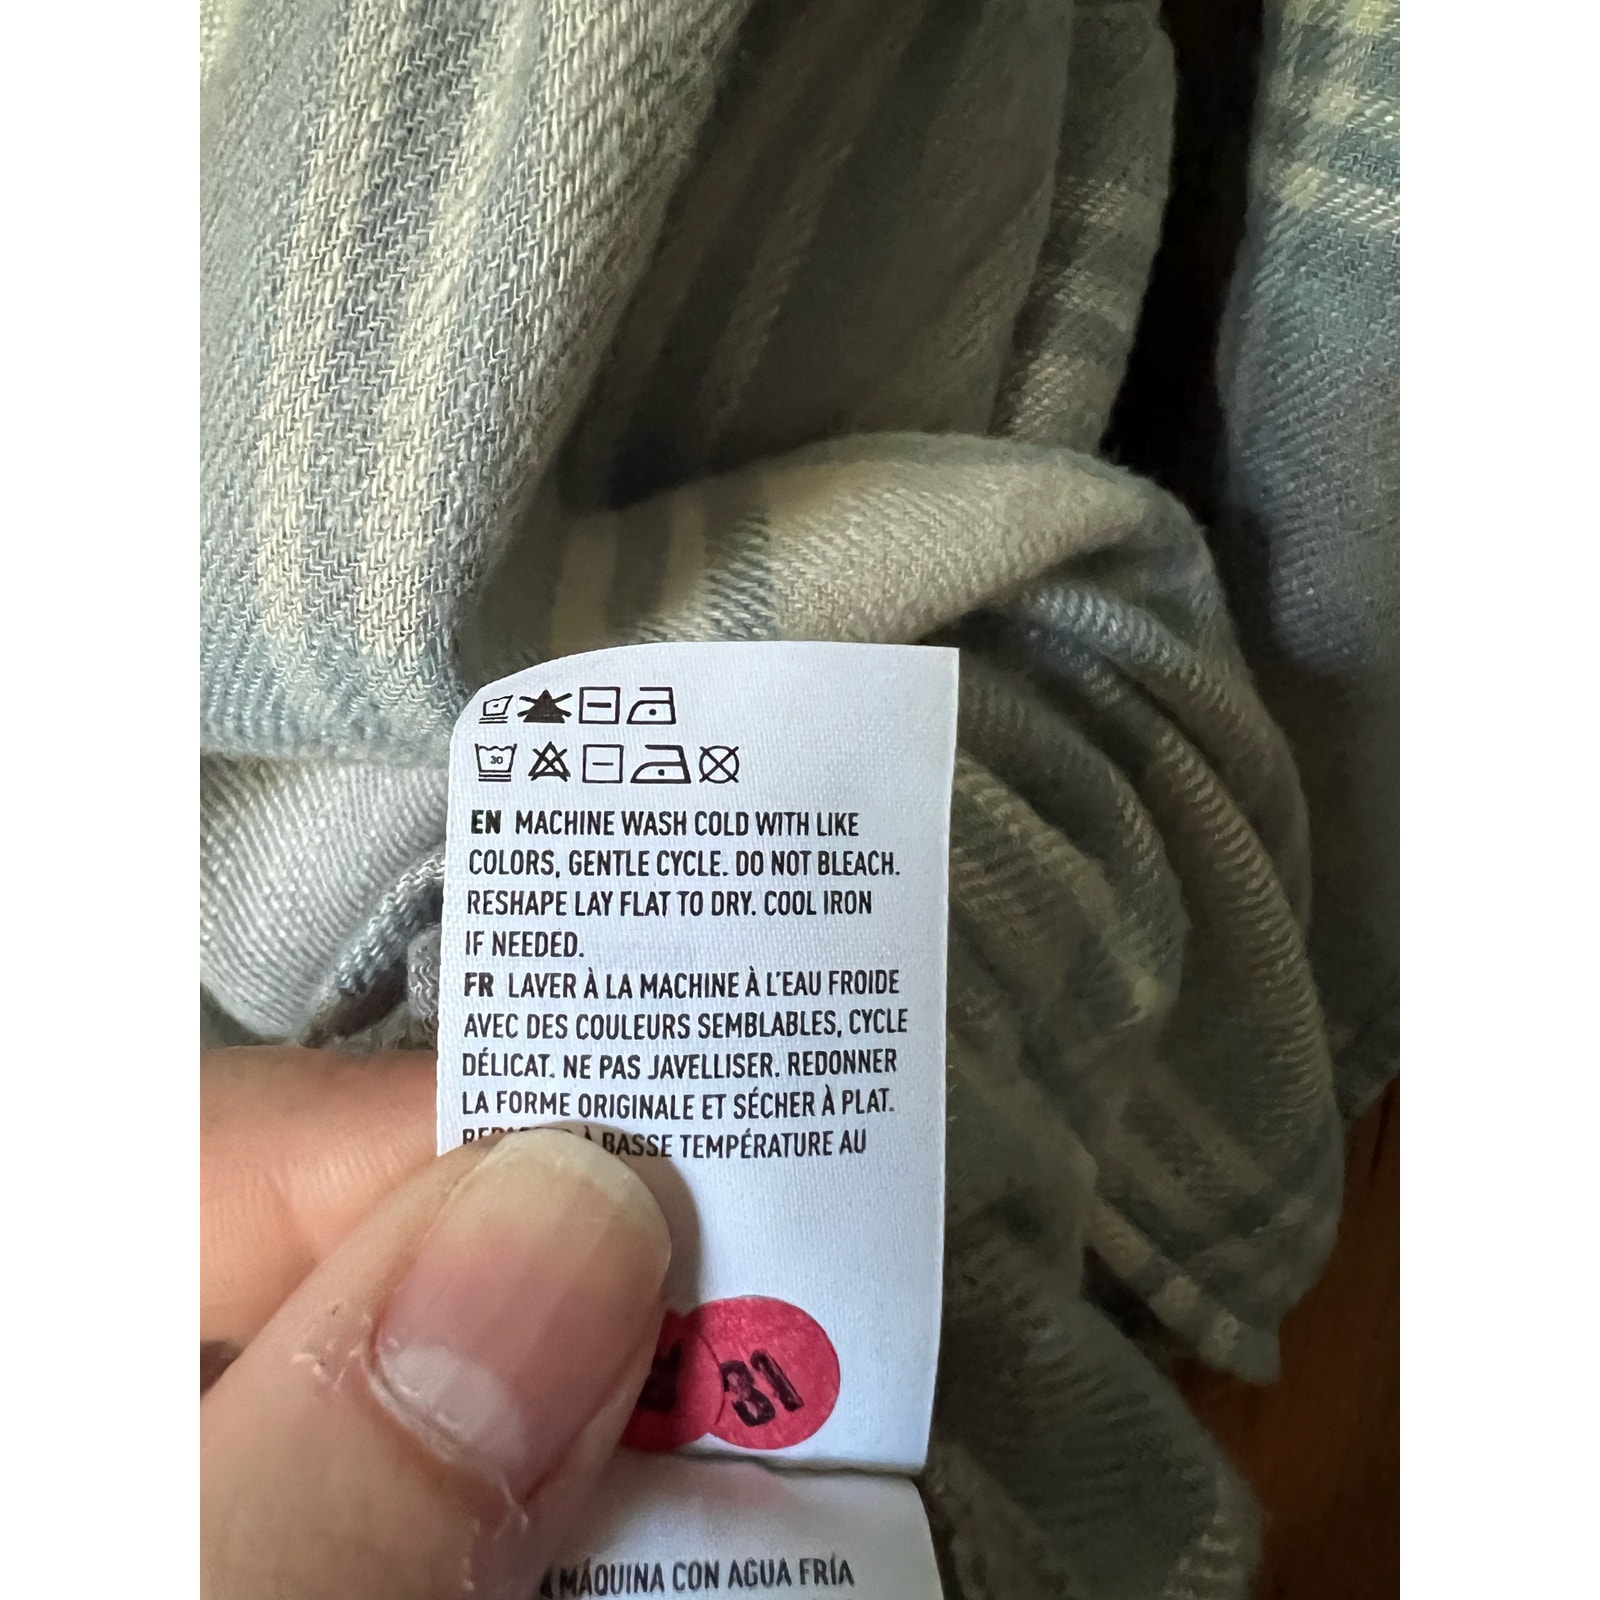 30
EN MACHINE WASH COLD WITH LIKE
COLORS, GENTLE CYCLE. DO NOT BLEACH.
RESHAPE LAY FLAT TO DRY. COOL IRON
IF NEEDED.
FR LAVER À LA MACHINE À L'EAU FROIDE
AVEC DES COULEURS SEMBLABLES, CYCLE
DÉLICAT. NE PAS JAVELLISER. REDONNER
LA FORME ORIGINALE ET SÉCHER À PLAT.
À BASSE TEMPÉRATURE AU
31
MÁQUINA CON AGUA FRÍA